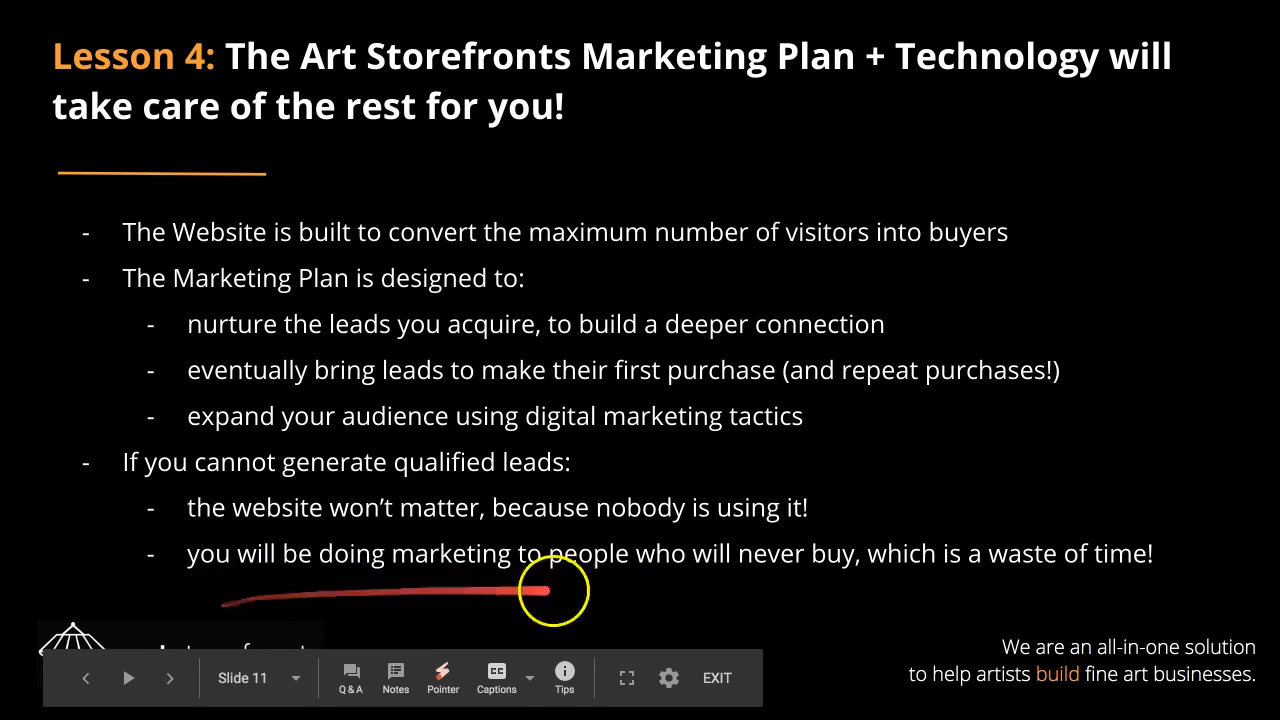 Lesson 4: The Art Storefronts Marketing Plan + Technology will
take care of the rest for you!
- The Website is built to convert the maximum number of visitors into buyers
- The Marketing Plan is designed to:
- nurture the leads you acquire, to build a deeper connection
- eventually bring leads to make their first purchase (and repeat purchases!)
- expand your audience using digital marketing tactics
- If you cannot generate qualified leads:
- the website won’t matter, because nobody is using it!
- you will be doing marketing to people who will never buy, which is a waste of time!
We are an all-in-one solution
to help artists build fine art businesses.
Slide 11
Q & A Notes Pointer Captions Tips
EXIT